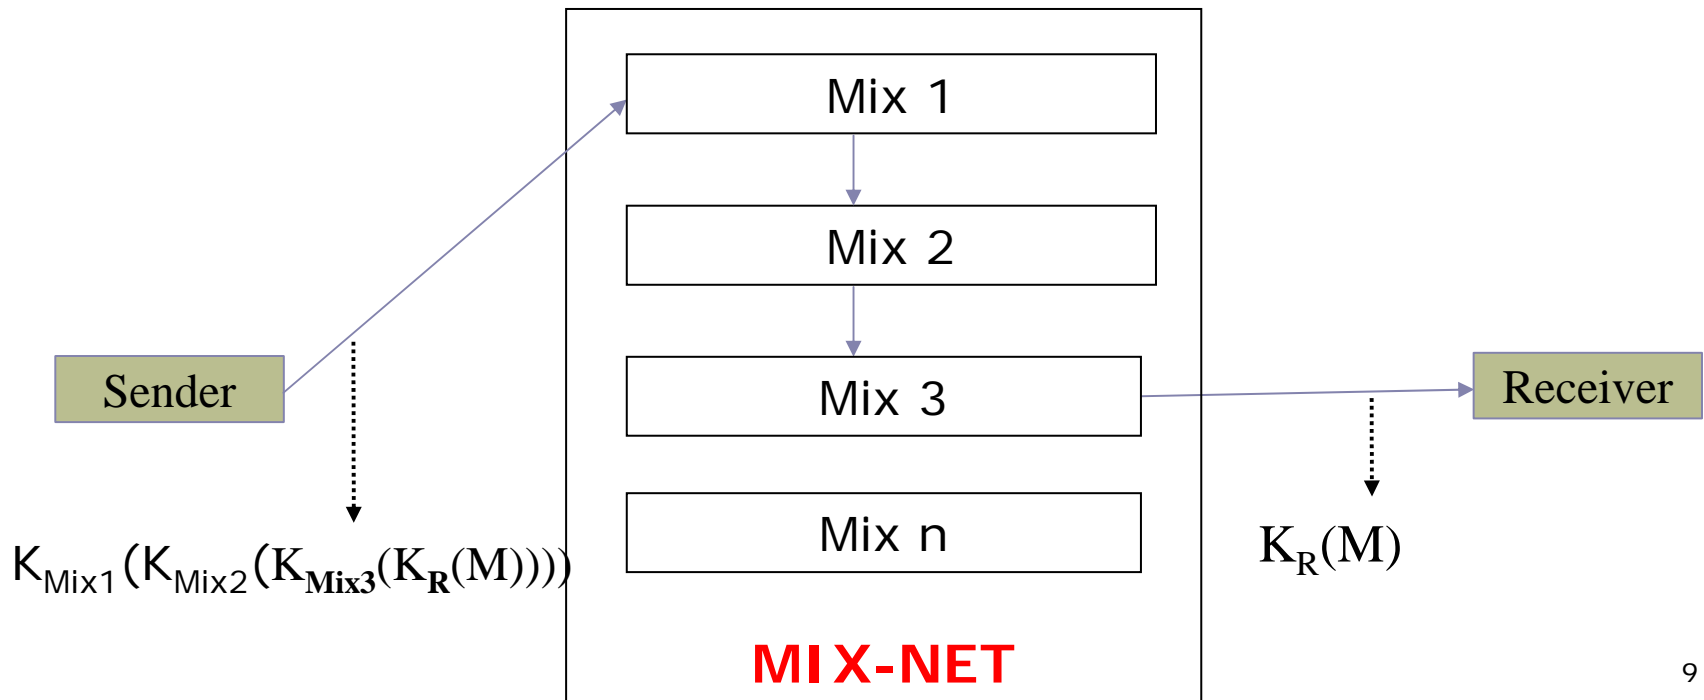 Mix 1
Mix 2
Sender
Mix 3
Receiver
Mix n
K_Mix1(K_Mix2(K_Mix3(K_R(M))))
K_R(M)
MIX-NET
9